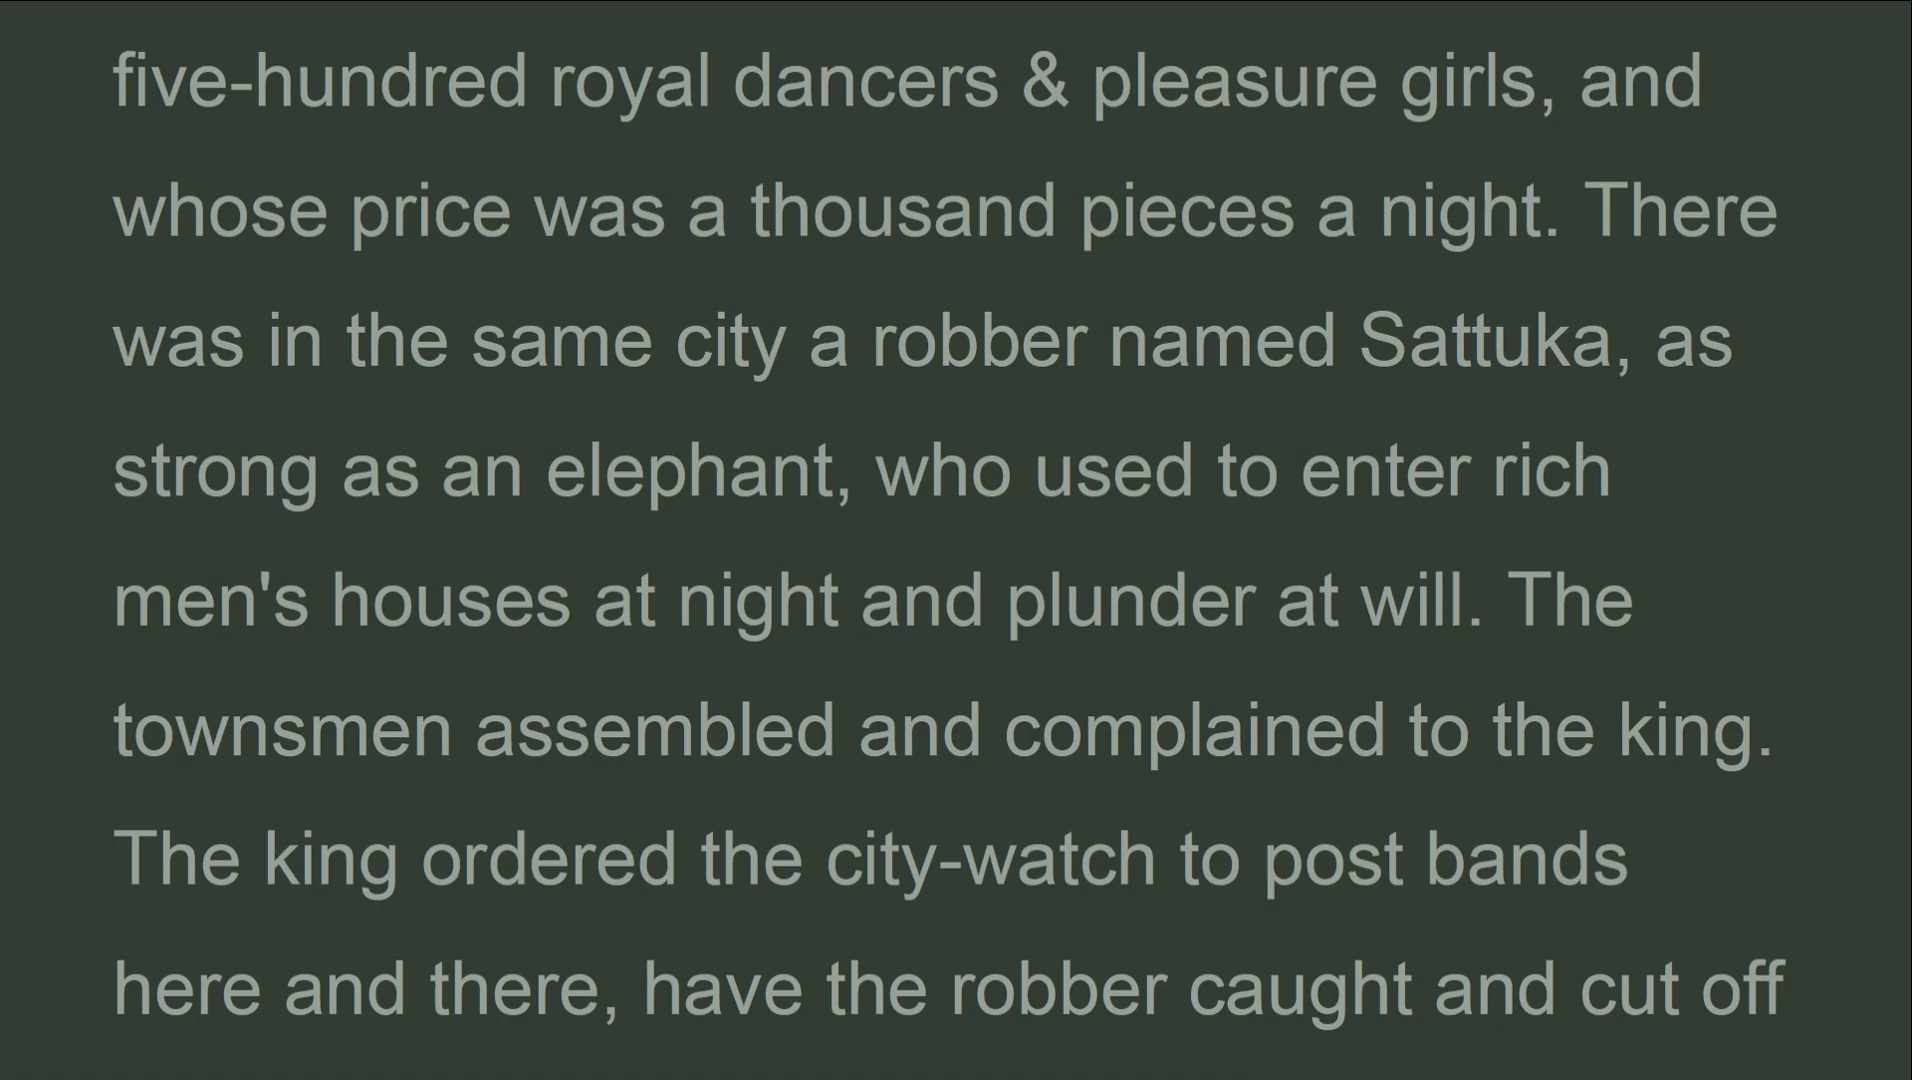 five-hundred royal dancers & pleasure girls, and
whose price was a thousand pieces a night. There
was in the same city a robber named Sattuka, as
strong as an elephant, who used to enter rich
men's houses at night and plunder at will. The
townsmen assembled and complained to the king.
The king ordered the city-watch to post bands
here and there, have the robber caught and cut off